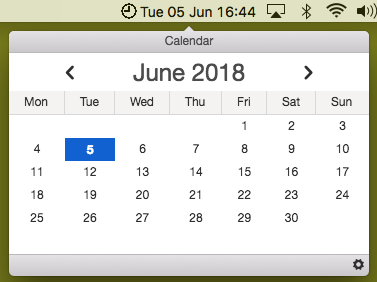 Tue 05 Jun 16:44
Calendar
June 2018
Mon Tue Wed Thu Fri Sat Sun
1 2 3
4 5 6 7 8 9 10
11 12 13 14 15 16 17
18 19 20 21 22 23 24
25 26 27 28 29 30